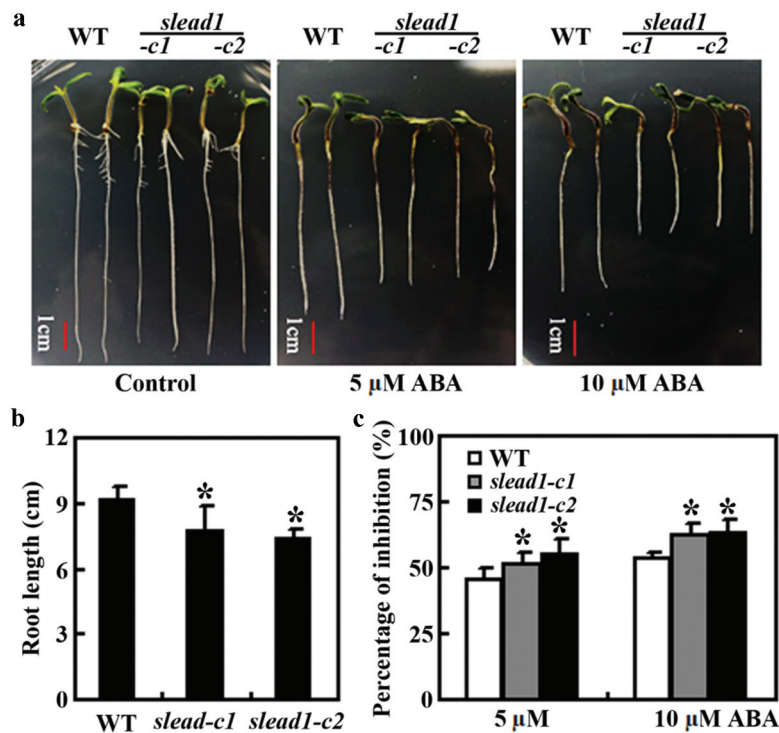 a
WT slead1 -c1 -c2
WT slead1 -c1 -c2
WT slead1 -c1 -c2
1cm
1cm
1cm
Control
5 μM ABA
10 μM ABA
b
Root length (cm)
12
9
6
3
0
* *
WT slead-c1 slead1-c2
c
Percentage of inhibition (%)
100
75
50
25
0
WT
slead1-c1
slead1-c2
* * * *
5 μM
10 μM ABA